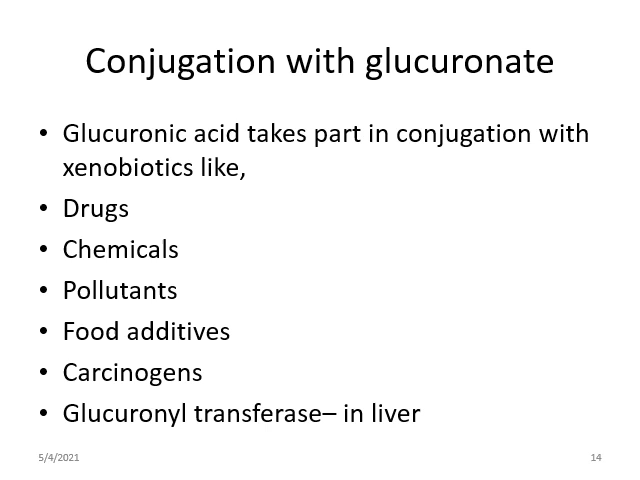 Conjugation with glucuronate
• Glucuronic acid takes part in conjugation with
xenobiotics like,
• Drugs
• Chemicals
• Pollutants
• Food additives
• Carcinogens
• Glucuronyl transferase– in liver
5/4/2021
14